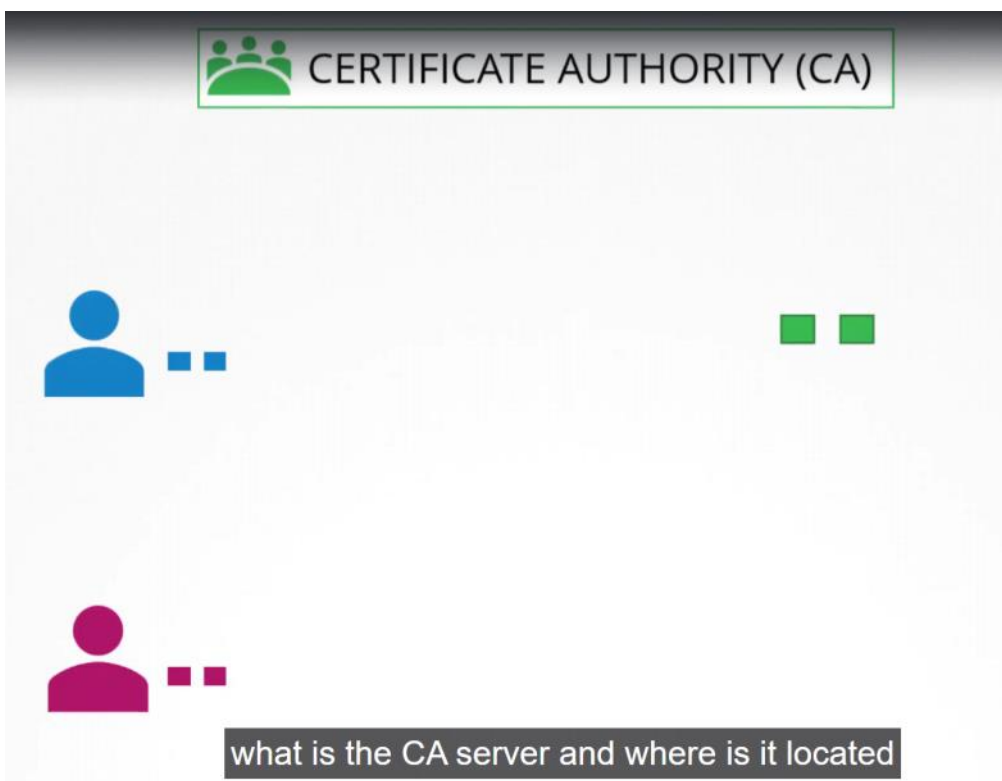 CERTIFICATE AUTHORITY (CA)
what is the CA server and where is it located